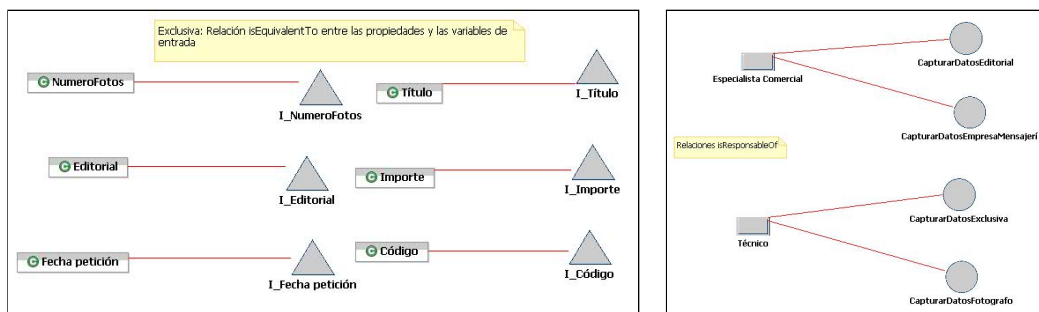 Exclusiva: Relación isEquivalentTo entre las propiedades y las variables de
entrada
NumeroFotos
I_NumeroFotos
Título
I_Título
Editorial
I_Editorial
Importe
I_Importe
Fecha petición
I_Fecha petición
Código
I_Código
Especialista Comercial
CapturarDatosEditorial
CapturarDatosEmpresaMensajerí
Relaciones isResponsableOf
Técnico
CapturarDatosExclusiva
CapturarDatosFotografo